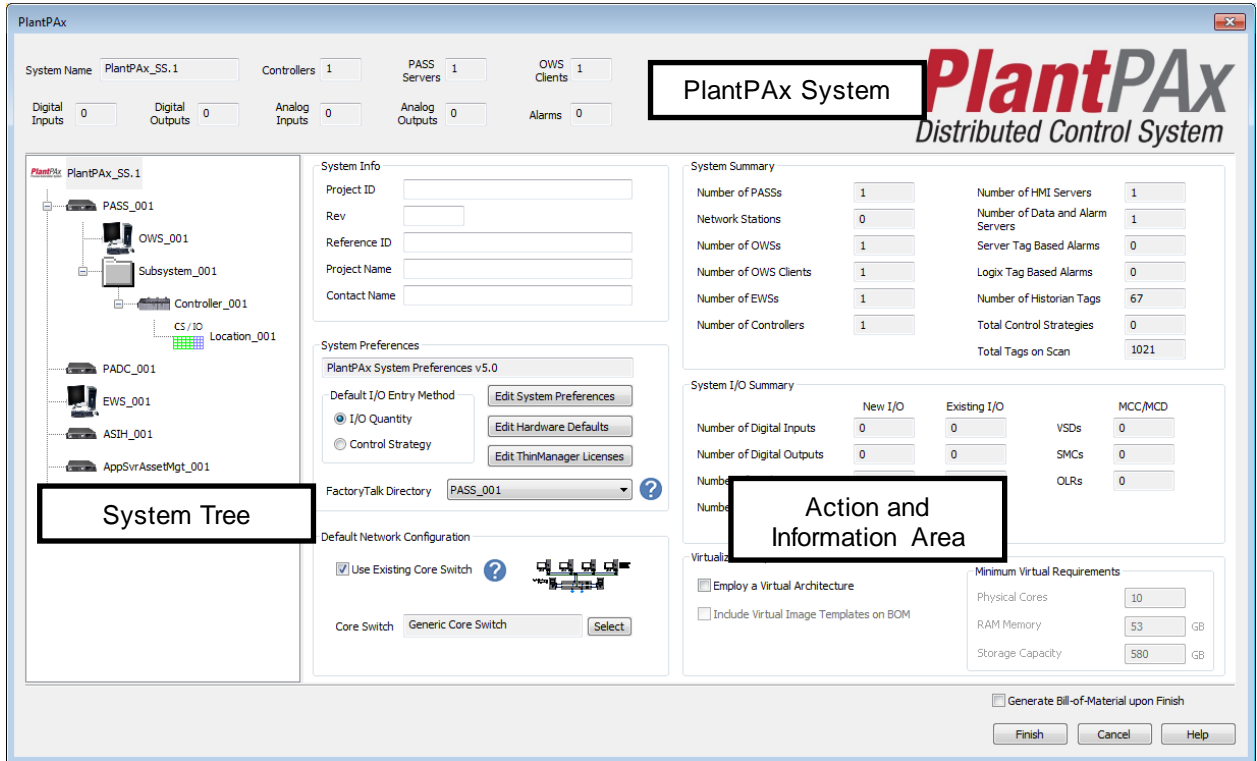 PlantPAx
System Name PlantPAx_SS.1 Controllers 1 PASS Servers 1 OWS Clients 1
Digital Inputs 0 Digital Outputs 0 Analog Inputs 0 Analog Outputs 0 Alarms 0
PlantPAx System
PlantPAx
Distributed Control System
PlantPAx PlantPAx_SS.1
PASS_001
OWS_001
Subsystem_001
Controller_001
CS / IO
Location_001
PADC_001
EWS_001
ASIH_001
AppSvrAssetMgt_001
System Tree
System Info
Project ID
Rev
Reference ID
Project Name
Contact Name
System Preferences
PlantPAx System Preferences v5.0
Default I/O Entry Method
I/O Quantity
Control Strategy
Edit System Preferences
Edit Hardware Defaults
Edit ThinManager Licenses
FactoryTalk Directory PASS_001 ?
Default Network Configuration
Use Existing Core Switch ?
Core Switch Generic Core Switch Select
System Summary
Number of PASSs 1
Network Stations 0
Number of OWSs 1
Number of OWS Clients 1
Number of EWSs 1
Number of Controllers 1
Number of HMI Servers 1
Number of Data and Alarm Servers 1
Server Tag Based Alarms 0
Logix Tag Based Alarms 0
Number of Historian Tags 67
Total Control Strategies 0
Total Tags on Scan 1021
System I/O Summary
New I/O Existing I/O MCC/MCD
Number of Digital Inputs 0 0 VSDs 0
Number of Digital Outputs 0 0 SMCs 0
OLRs 0
Action and
Information Area
Employ a Virtual Architecture
Include Virtual Image Templates on BOM
Minimum Virtual Requirements
Physical Cores 10
RAM Memory 53 GB
Storage Capacity 580 GB
Generate Bill-of-Material upon Finish
Finish Cancel Help